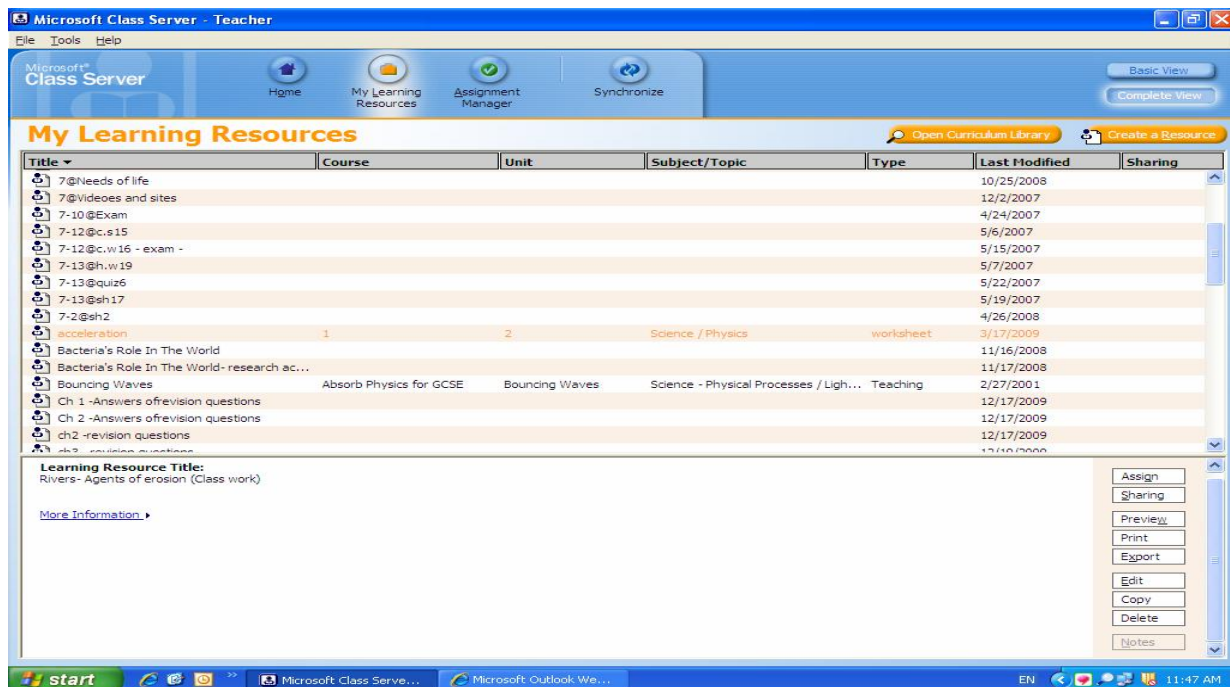 Microsoft Class Server - Teacher
File Tools Help
Microsoft® Class Server
Home
My Learning Resources
Assignment Manager
Synchronize
Basic View
Complete View
My Learning Resources
Open Curriculum Library
Create a Resource
Title Course Unit Subject/Topic Type Last Modified Sharing
7@Needs of life 10/25/2008
7@Videoes and sites 12/2/2007
7-10@Exam 4/24/2007
7-12@c.s15 5/6/2007
7-12@c.w16 - exam - 5/15/2007
7-13@h.w19 5/7/2007
7-13@quiz6 5/22/2007
7-13@sh17 5/19/2007
7-2@sh2 4/26/2008
acceleration 1 2 Science / Physics worksheet 3/17/2009
Bacteria's Role In The World 11/16/2008
Bacteria's Role In The World- research ac... 11/17/2008
Bouncing Waves Absorb Physics for GCSE Bouncing Waves Science - Physical Processes / Ligh... Teaching 2/27/2001
Ch 1 -Answers ofrevision questions 12/17/2009
Ch 2 -Answers ofrevision questions 12/17/2009
ch2 -revision questions 12/17/2009
Learning Resource Title:
Rivers- Agents of erosion (Class work)
More Information
Assign
Sharing
Preview
Print
Export
Edit
Copy
Delete
Notes
start Microsoft Class Serve... Microsoft Outlook We... EN 11:47 AM